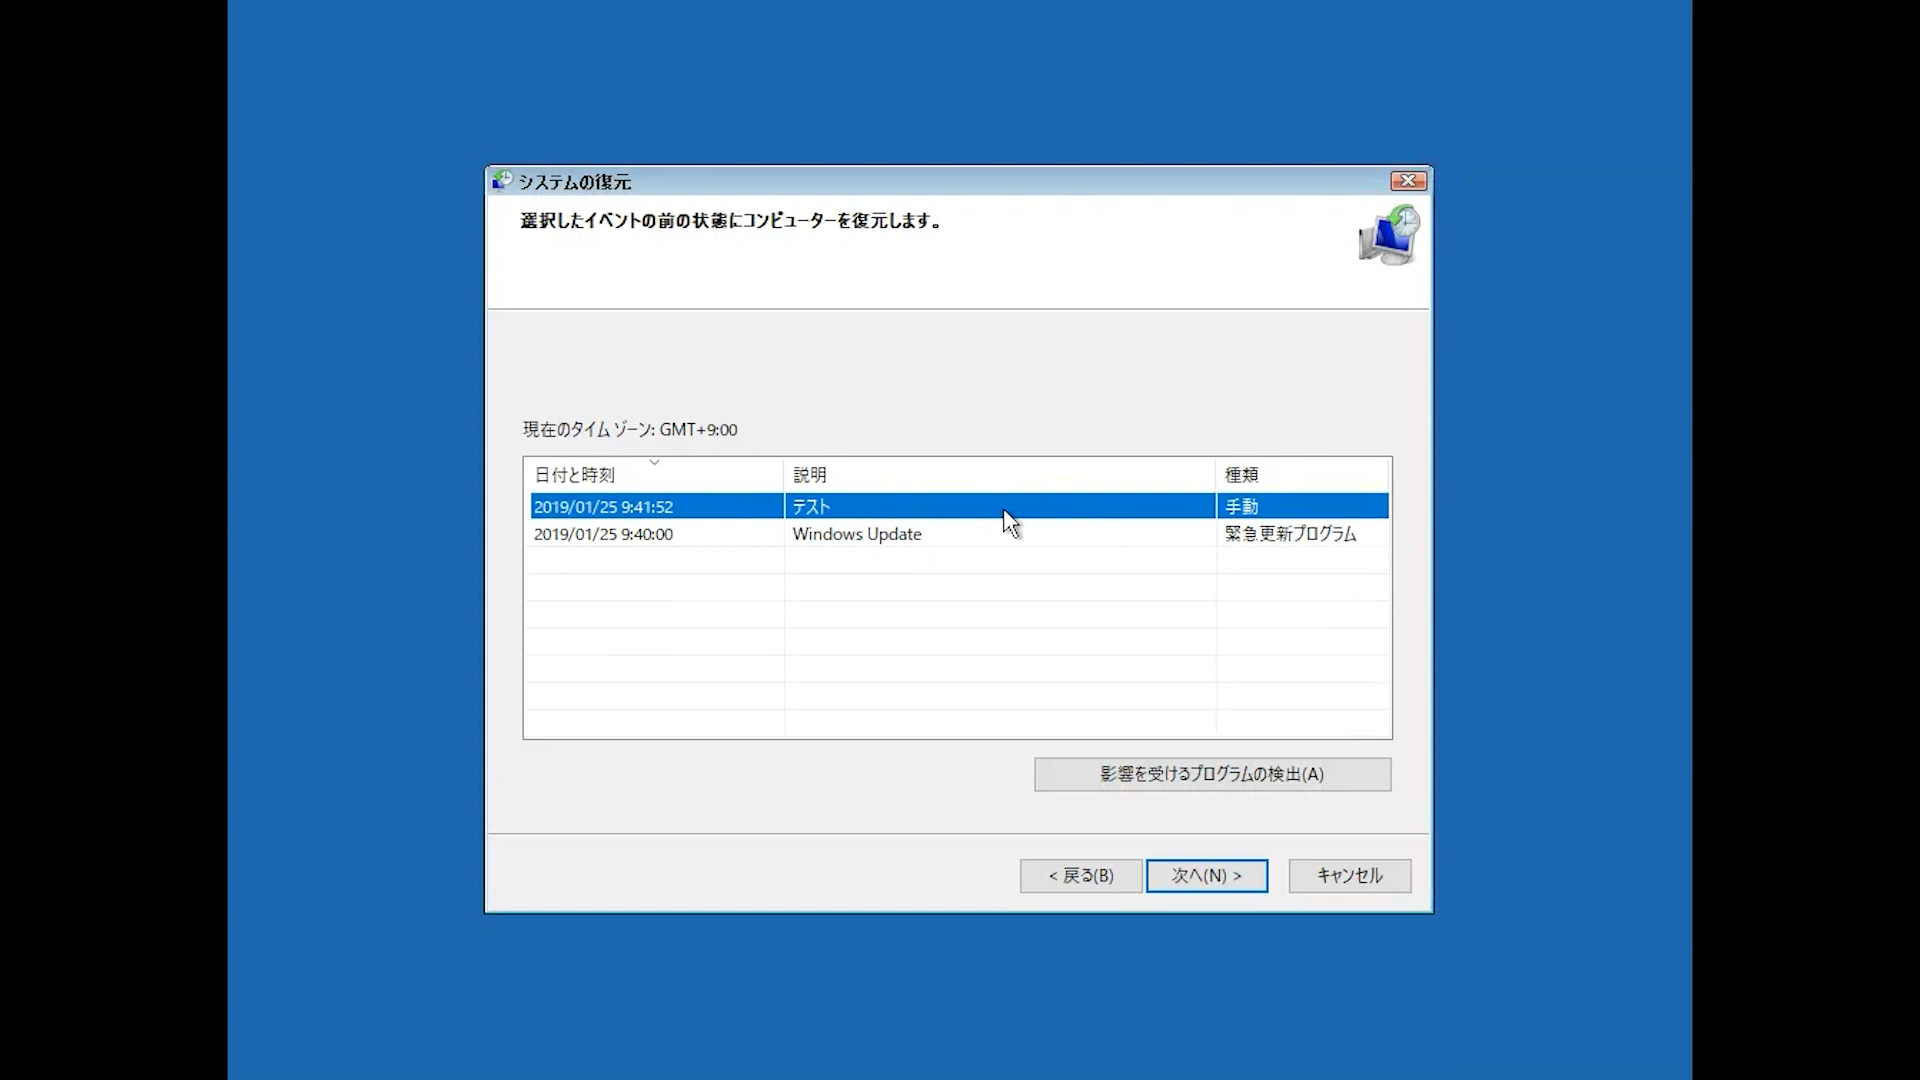 システムの復元
選択したイベントの前の状態にコンピューターを復元します。
現在のタイム ゾーン: GMT+9:00
日付と時刻 説明 種類
2019/01/25 9:41:52 テスト 手動
2019/01/25 9:40:00 Windows Update 緊急更新プログラム
影響を受けるプログラムの検出(A)
< 戻る(B) 次へ(N) > キャンセル